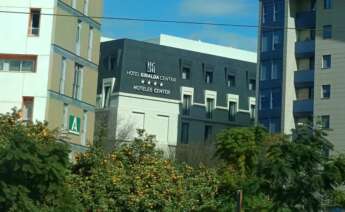 HG
HOTEL GIRALDA CENTER
★★★★
HOTELES CENTER
A